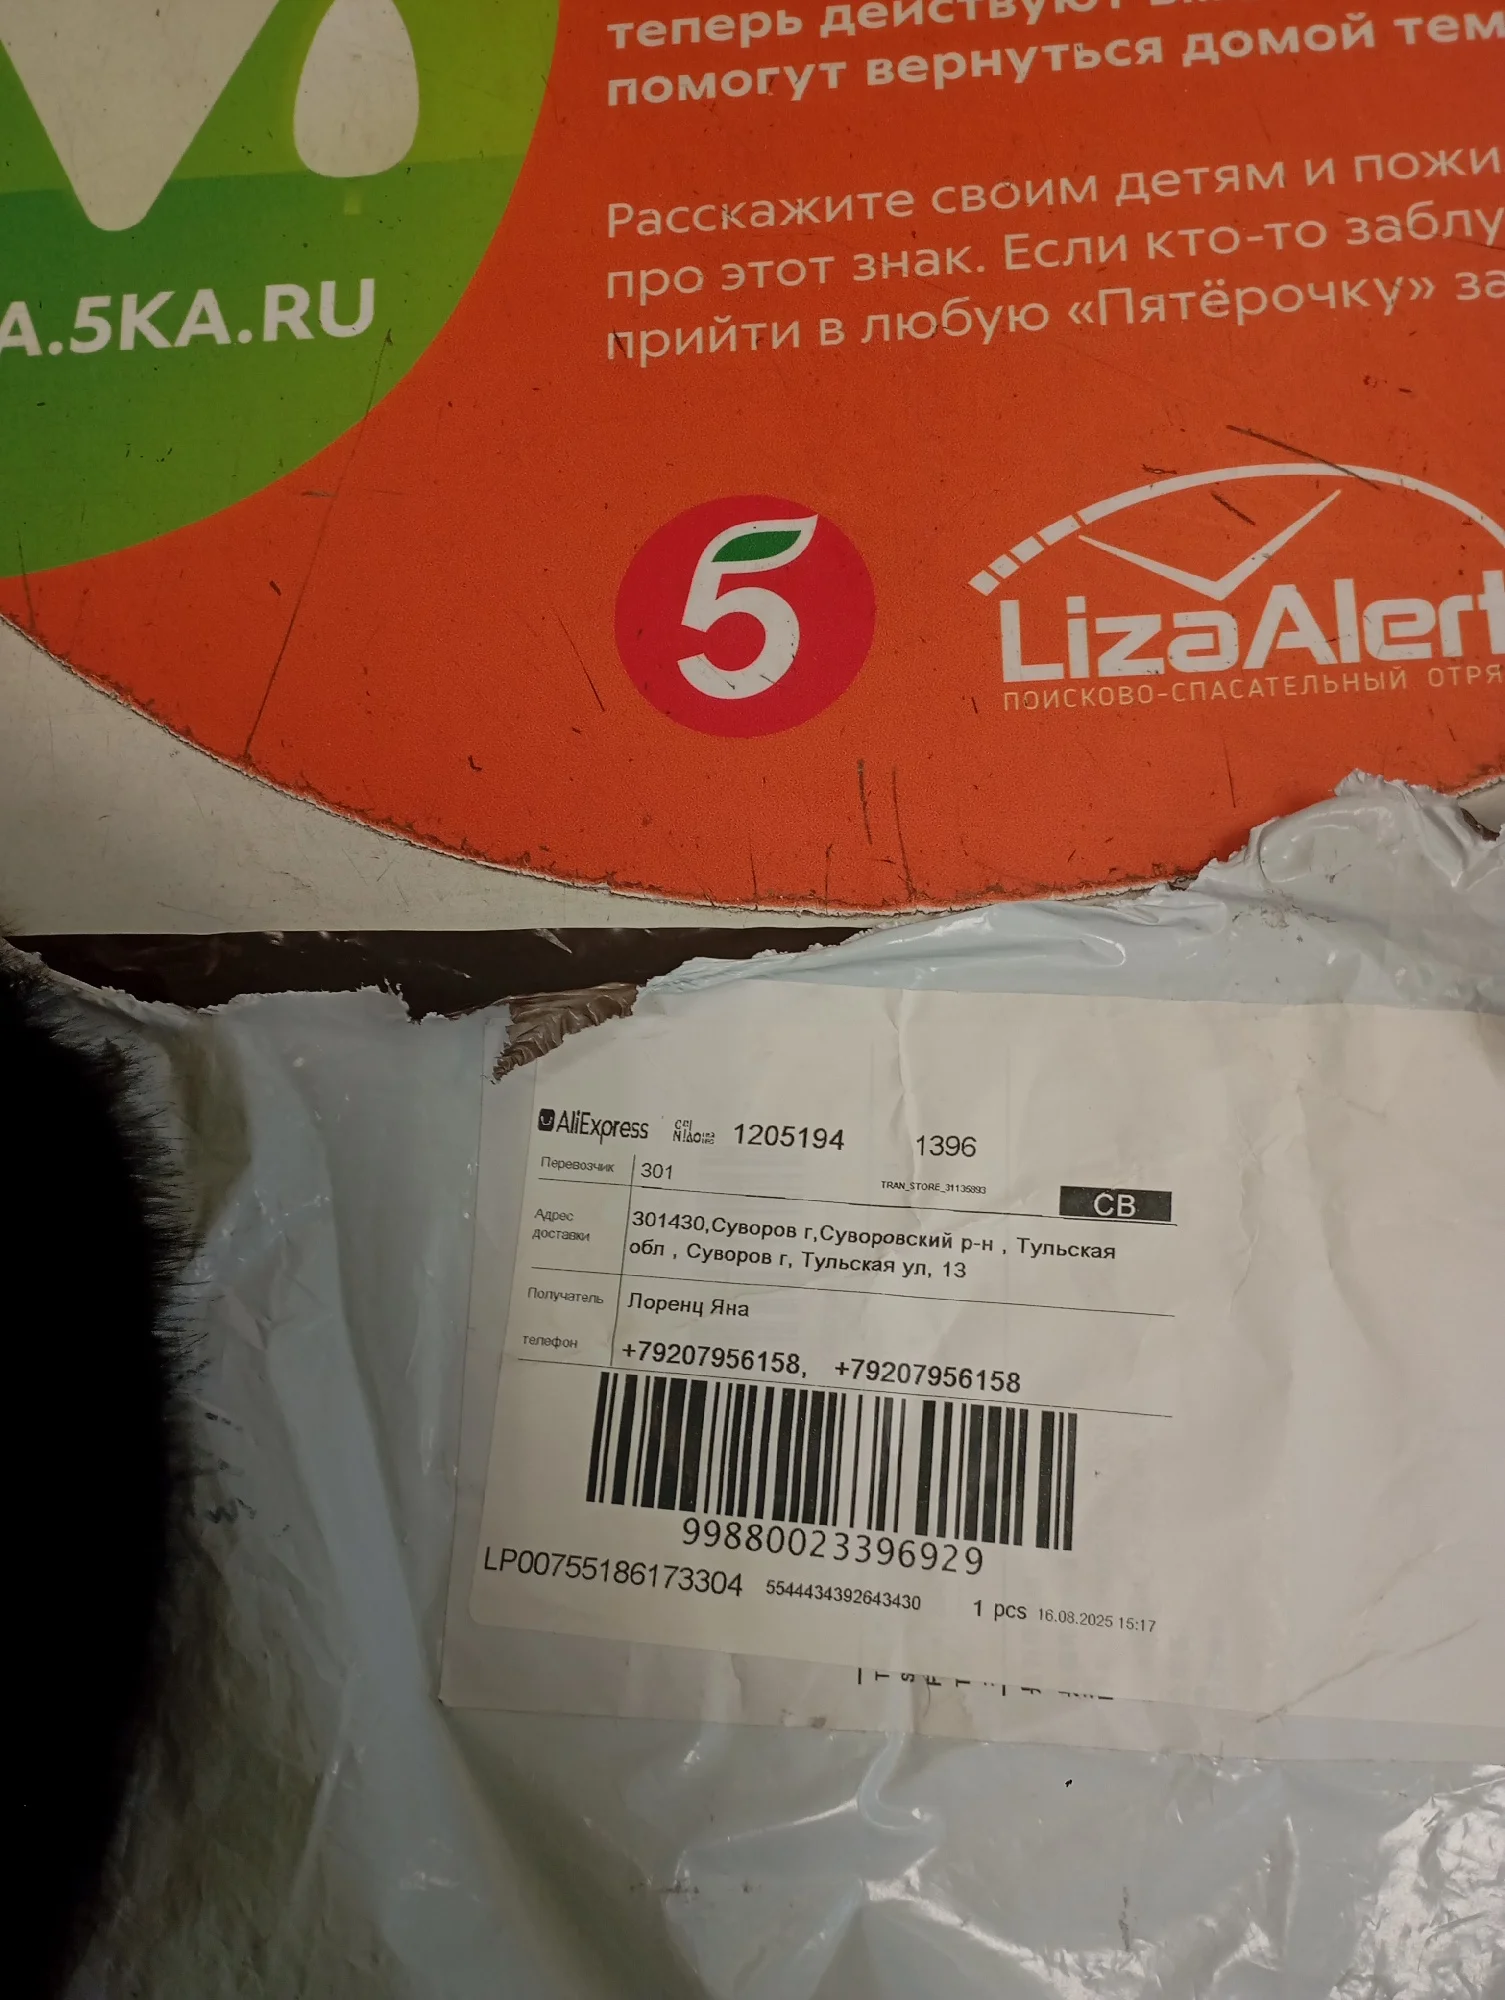 теперь действуют
помогут вернуться домой тем
Расскажите своим детям и пожи
про этот знак. Если кто-то заблу
прийти в любую «Пятёрочку» за
A.5KA.RU
5
LizaAlert
ПОИСКОВО-СПАСАТЕЛЬНЫЙ ОТРЯ
AliExpress 1205194 1396
Перевозчик 301 TRAN_STORE_31135893 CB
Адрес доставки 301430,Суворов г,Суворовский р-н , Тульская
обл , Суворов г, Тульская ул, 13
Получатель Лоренц Яна
телефон +79207956158, +79207956158
99880023396929
LP00755186173304 5544434392643430 1 pcs 16.08.2025 15:17